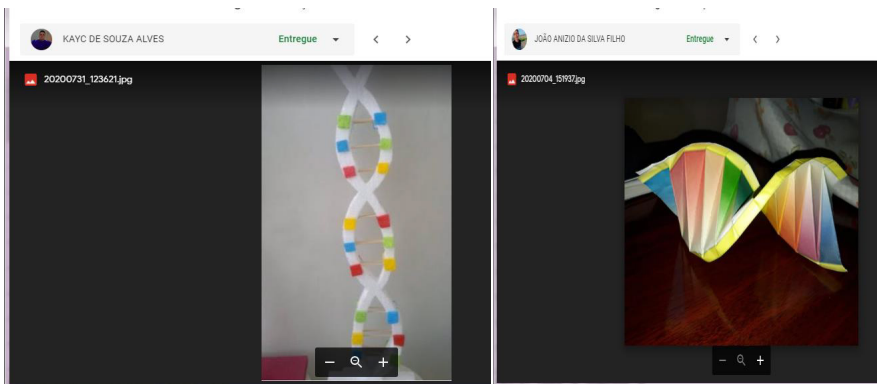 KAYC DE SOUZA ALVES
Entregue
20200731_123621.jpg
JOÃO ANIZIO DA SILVA FILHO
Entregue
20200704_151937.jpg